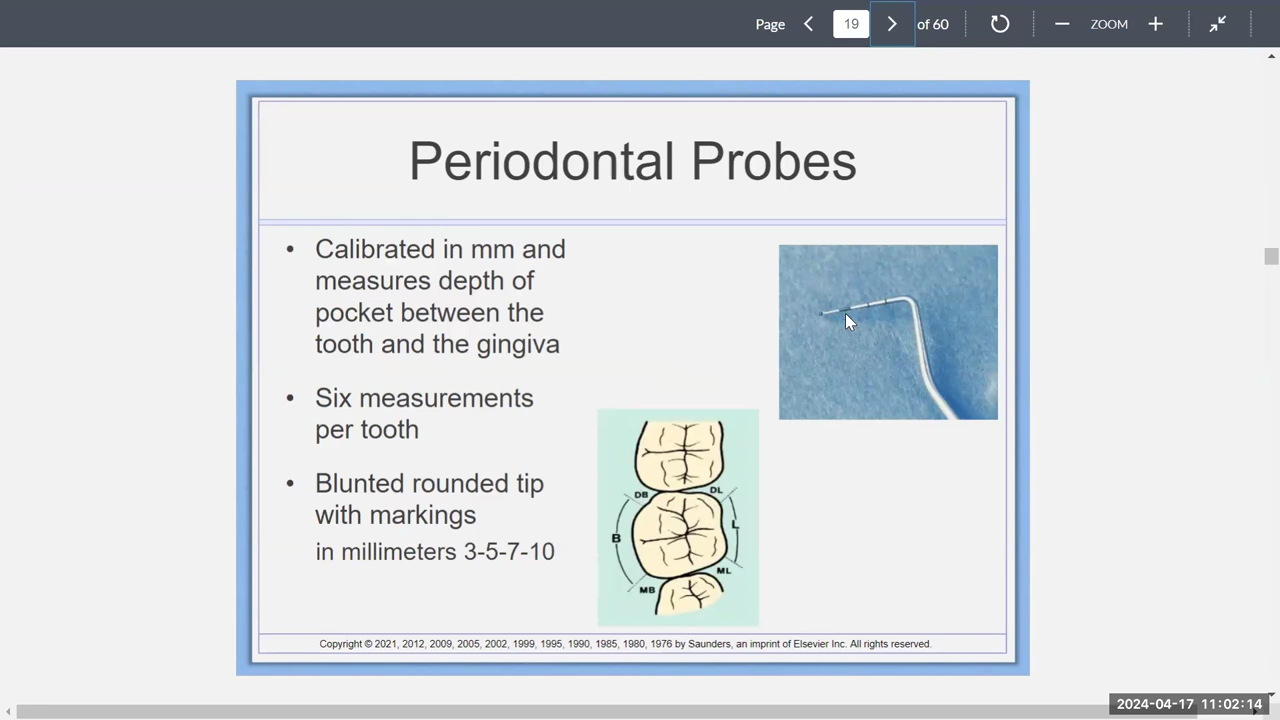 Page 19 of 60 ZOOM
Periodontal Probes
• Calibrated in mm and
measures depth of
pocket between the
tooth and the gingiva
• Six measurements
per tooth
• Blunted rounded tip
with markings
in millimeters 3-5-7-10
DB DL
B L
MB ML
Copyright © 2021, 2012, 2009, 2005, 2002, 1999, 1995, 1990, 1985, 1980, 1976 by Saunders, an imprint of Elsevier Inc. All rights reserved.
2024-04-17 11:02:14